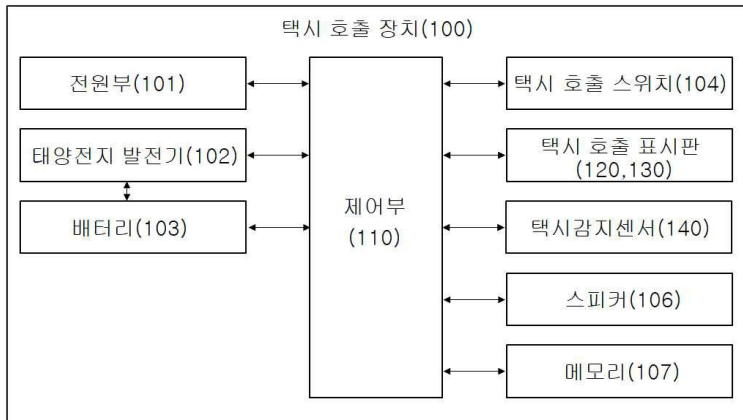 택시 호출 장치(100)
전원부(101)
태양전지 발전기(102)
배터리(103)
제어부
(110)
택시 호출 스위치(104)
택시 호출 표시판
(120,130)
택시감지센서(140)
스피커(106)
메모리(107)